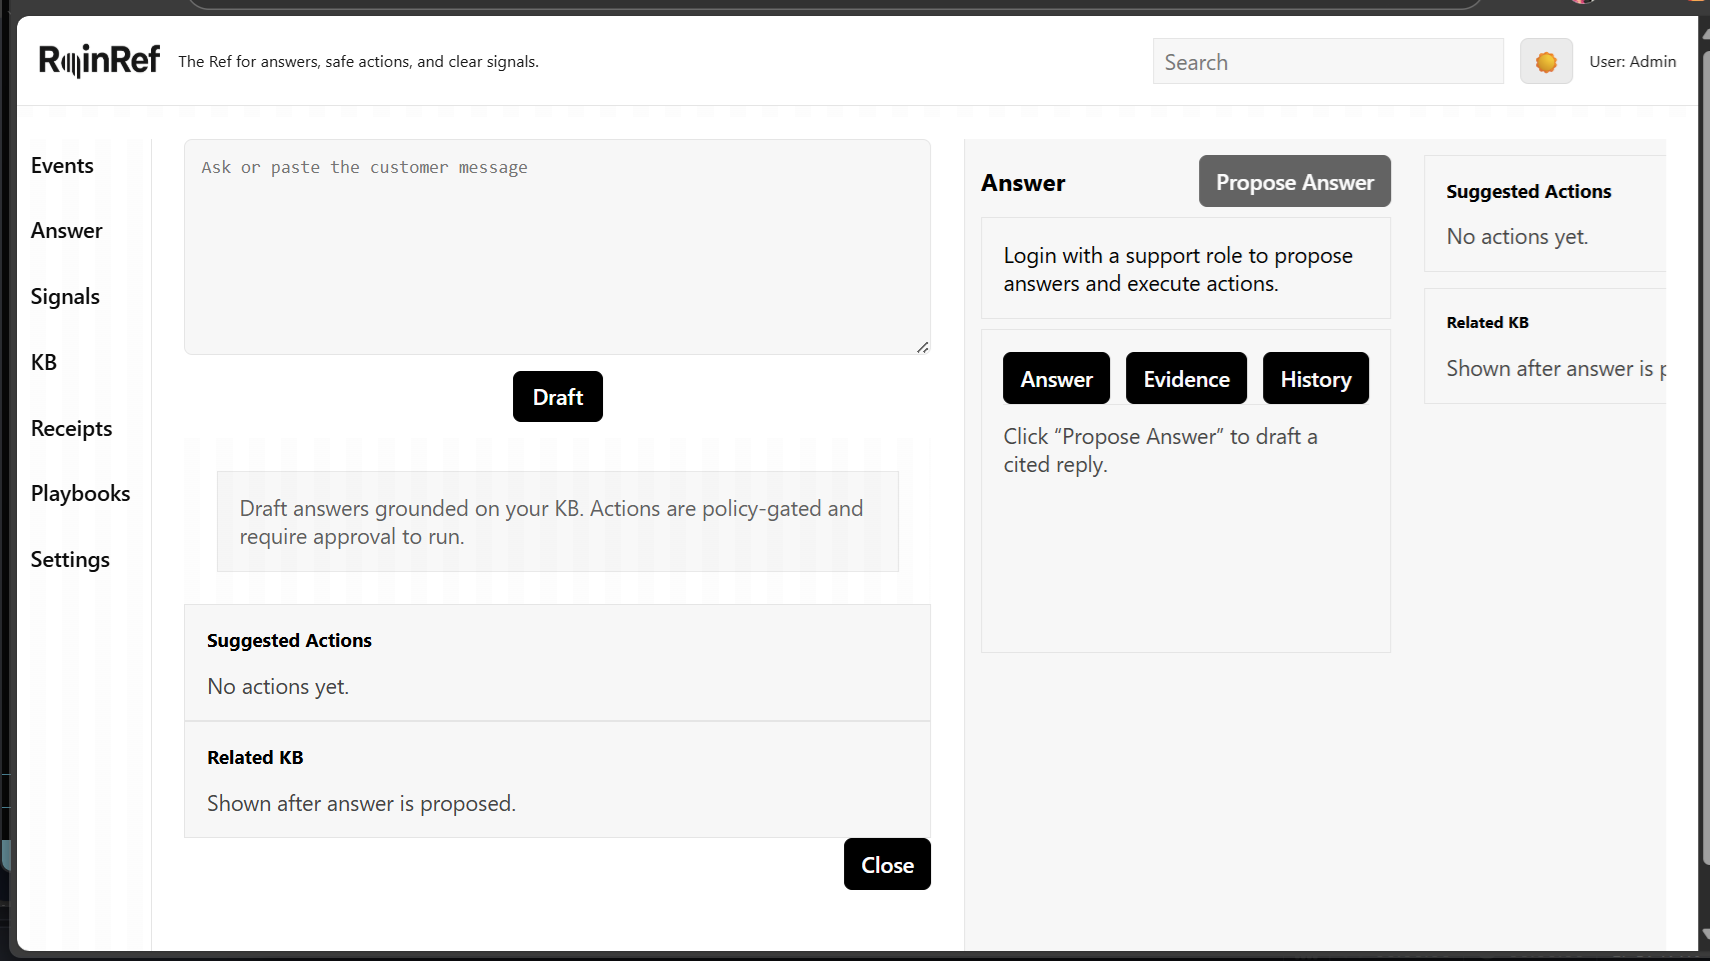 RainRef
The Ref for answers, safe actions, and clear signals.
Search
User: Admin
Events
Answer
Signals
KB
Receipts
Playbooks
Settings
Ask or paste the customer message
Draft
Draft answers grounded on your KB. Actions are policy-gated and
require approval to run.
Suggested Actions
No actions yet.
Related KB
Shown after answer is proposed.
Close
Answer
Propose Answer
Login with a support role to propose
answers and execute actions.
Answer
Evidence
History
Click “Propose Answer” to draft a
cited reply.
Suggested Actions
No actions yet.
Related KB
Shown after answer is